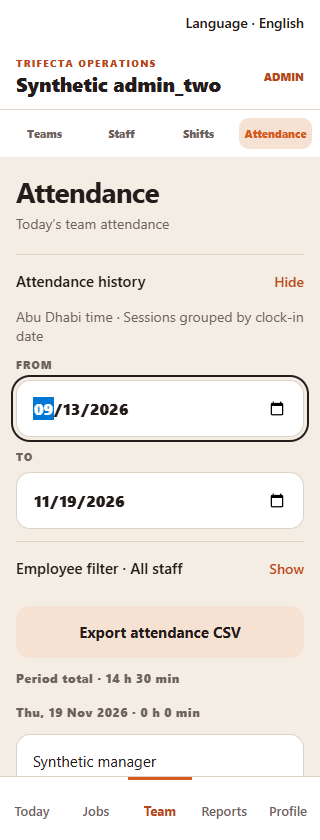 Language · English
TRIFECTA OPERATIONS
Synthetic admin_two
ADMIN
Teams
Staff
Shifts
Attendance
Attendance
Today's team attendance
Attendance history
Hide
Abu Dhabi time · Sessions grouped by clock-in
date
FROM
09/13/2026
TO
11/19/2026
Employee filter · All staff
Show
Export attendance CSV
Period total · 14 h 30 min
Thu, 19 Nov 2026 · 0 h 0 min
Synthetic manager
Today
Jobs
Team
Reports
Profile